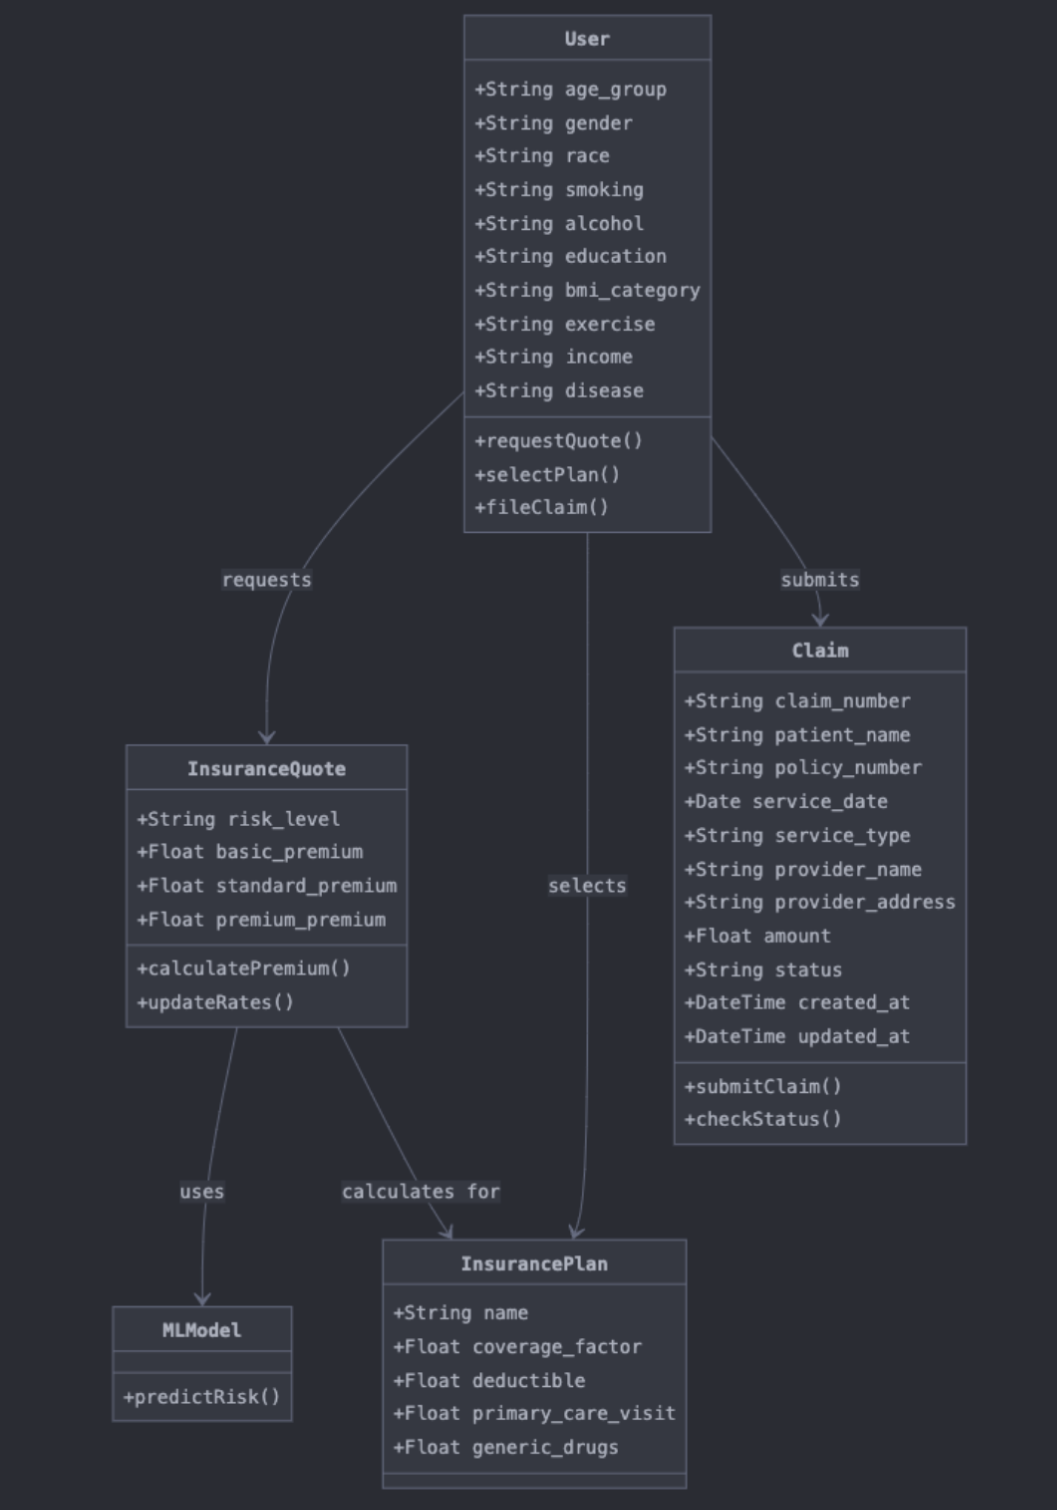 User
+String age_group
+String gender
+String race
+String smoking
+String alcohol
+String education
+String bmi_category
+String exercise
+String income
+String disease
+requestQuote()
+selectPlan()
+fileClaim()
requests
submits
Claim
+String claim_number
+String patient_name
+String policy_number
+Date service_date
+String service_type
+String provider_name
+String provider_address
+Float amount
+String status
+DateTime created_at
+DateTime updated_at
+submitClaim()
+checkStatus()
InsuranceQuote
+String risk_level
+Float basic_premium
+Float standard_premium
+Float premium_premium
+calculatePremium()
+updateRates()
selects
uses
calculates for
MLModel
+predictRisk()
InsurancePlan
+String name
+Float coverage_factor
+Float deductible
+Float primary_care_visit
+Float generic_drugs